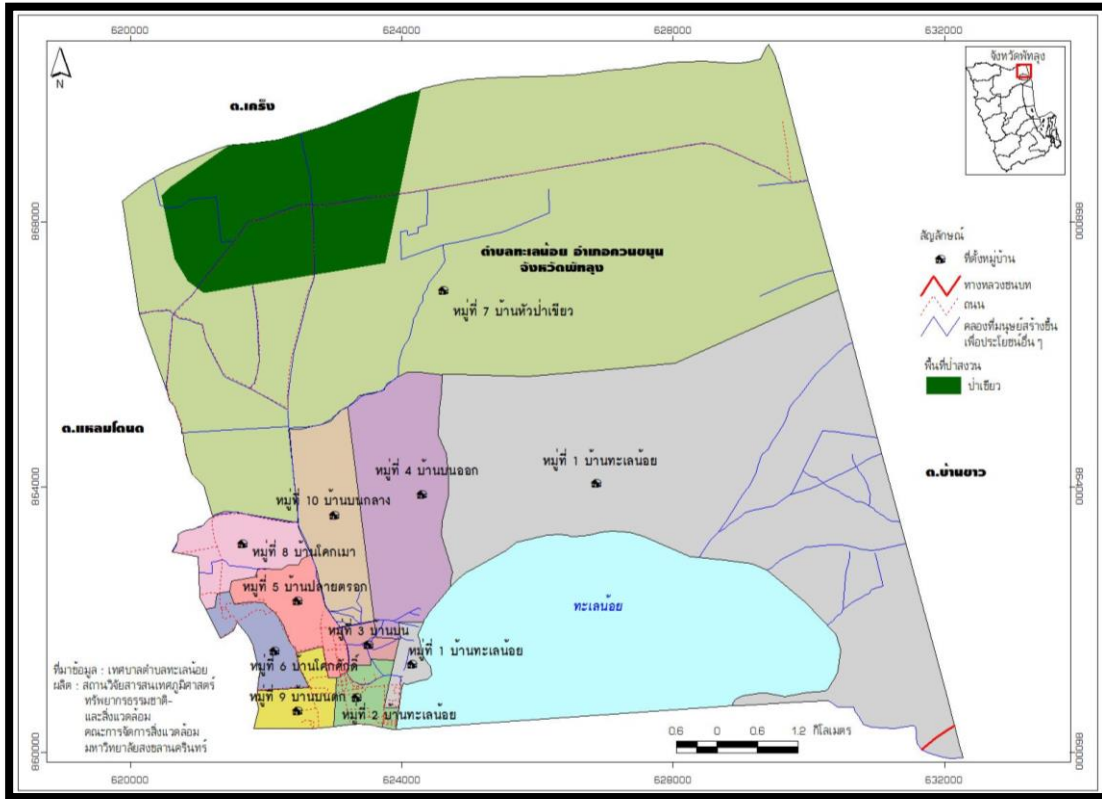 620000
624000
628000
632000
N
จังหวัดพัทลุง
ต.เคร็ง
868000
868000
ตำบลทะเลน้อย อำเภอควนขนุน
จังหวัดพัทลุง
สัญลักษณ์
ที่ตั้งหมู่บ้าน
ทางหลวงชนบท
ถนน
คลองที่มนุษย์สร้างขึ้น
เพื่อประโยชน์อื่น ๆ
พื้นที่ป่าสงวน
ป่าเขียว
หมู่ที่ 7 บ้านหัวป่าเขียว
ต.แหลมโตนด
หมู่ที่ 4 บ้านบนออก
หมู่ที่ 1 บ้านทะเลน้อย
ต.บ้านขาว
864000
864000
หมู่ที่ 10 บ้านบนกลาง
หมู่ที่ 8 บ้านโคกเมา
หมู่ที่ 5 บ้านปลายตรอก
ทะเลน้อย
หมู่ที่ 3 บ้านบน
หมู่ที่ 1 บ้านทะเลน้อย
หมู่ที่ 6 บ้านโคกศักดิ์
หมู่ที่ 9 บ้านบนตก
หมู่ที่ 2 บ้านทะเลน้อย
ที่มาข้อมูล : เทศบาลตำบลทะเลน้อย
ผลิต : สถานวิจัยสารสนเทศภูมิศาสตร์
ทรัพยากรธรรมชาติ-
และสิ่งแวดล้อม
คณะการจัดการสิ่งแวดล้อม
มหาวิทยาลัยสงขลานครินทร์
0.6 0 0.6 1.2 กิโลเมตร
860000
860000
620000
624000
628000
632000